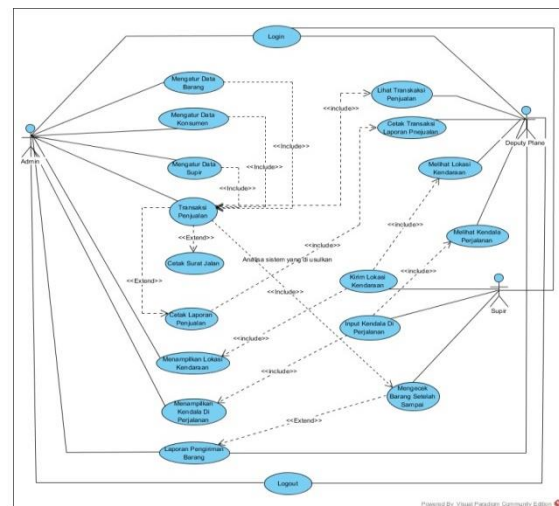 Login
Mengatur Data
Barang
<<Include>>
Lihat Transkaksi
Penjualan
<<include>>
Mengatur Data
Konsumen
Cetak Transaksi
Laporan Pnejualan
Deputy Plane
Admin
<<Include>>
<<include>>
Mengatur Data
Supir
<<Include>>
Melihat Lokasi
Kendaraan
<<Include>>
Transaksi
Penjualan
<<Extend>>
Melihat Kendala
Perjalanan
Cetak Surat Jalan
Analisa sistem yang di usulkan
<<include>>
<<Extend>>
<<Include>>
Kirim Lokasi
Kendaraan
Supir
Cetak Laporan
Penjualan
Input Kendala Di
Perjalanan
<<include>>
Menampilkan Lokasi
Kendaraan
<<include>>
Mengecek
Barang Setelah
Sampai
Menampilkan
Kendala Di
Perjalanan
<<Extend>>
Laporan Pengiriman
Barang
Logout
Powered By Visual Paradigm Community Edition